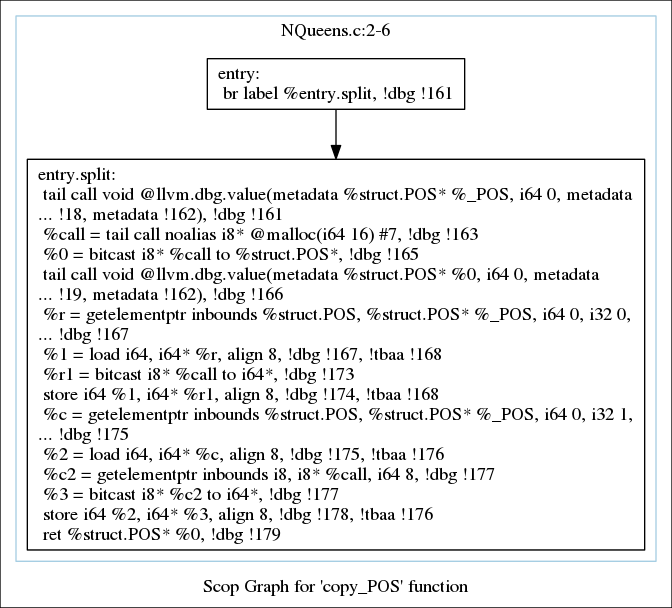 NQueens.c:2-6
entry:
br label %entry.split, !dbg !161
entry.split:
tail call void @llvm.dbg.value(metadata %struct.POS* %_POS, i64 0, metadata
... !18, metadata !162), !dbg !161
%call = tail call noalias i8* @malloc(i64 16) #7, !dbg !163
%0 = bitcast i8* %call to %struct.POS*, !dbg !165
tail call void @llvm.dbg.value(metadata %struct.POS* %0, i64 0, metadata
... !19, metadata !162), !dbg !166
%r = getelementptr inbounds %struct.POS, %struct.POS* %_POS, i64 0, i32 0,
... !dbg !167
%1 = load i64, i64* %r, align 8, !dbg !167, !tbaa !168
%r1 = bitcast i8* %call to i64*, !dbg !173
store i64 %1, i64* %r1, align 8, !dbg !174, !tbaa !168
%c = getelementptr inbounds %struct.POS, %struct.POS* %_POS, i64 0, i32 1,
... !dbg !175
%2 = load i64, i64* %c, align 8, !dbg !175, !tbaa !176
%c2 = getelementptr inbounds i8, i8* %call, i64 8, !dbg !177
%3 = bitcast i8* %c2 to i64*, !dbg !177
store i64 %2, i64* %3, align 8, !dbg !178, !tbaa !176
ret %struct.POS* %0, !dbg !179
Scop Graph for 'copy_POS' function